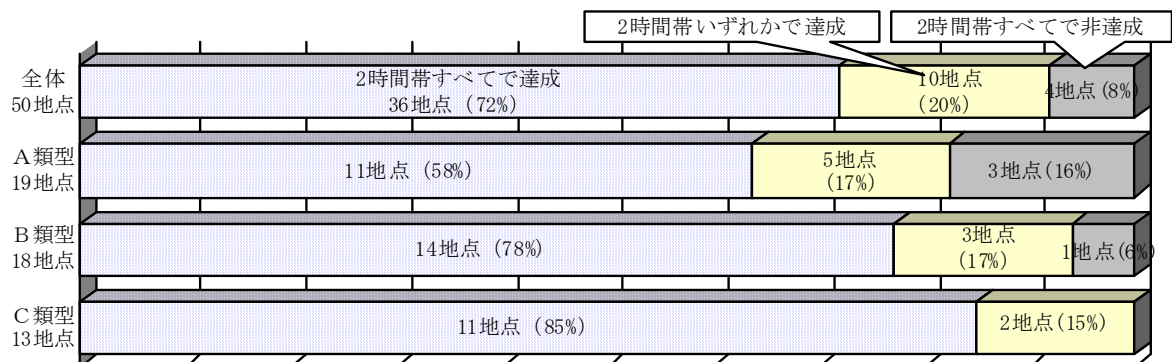 2時間帯いずれかで達成
2時間帯すべてで非達成
全体
50地点
2時間帯すべてで達成
36地点 (72%)
10地点
(20%)
4地点(8%)
A類型
19地点
11地点 (58%)
5地点
(17%)
3地点(16%)
B類型
18地点
14地点 (78%)
3地点
(17%)
1地点(6%)
C類型
13地点
11地点 (85%)
2地点(15%)